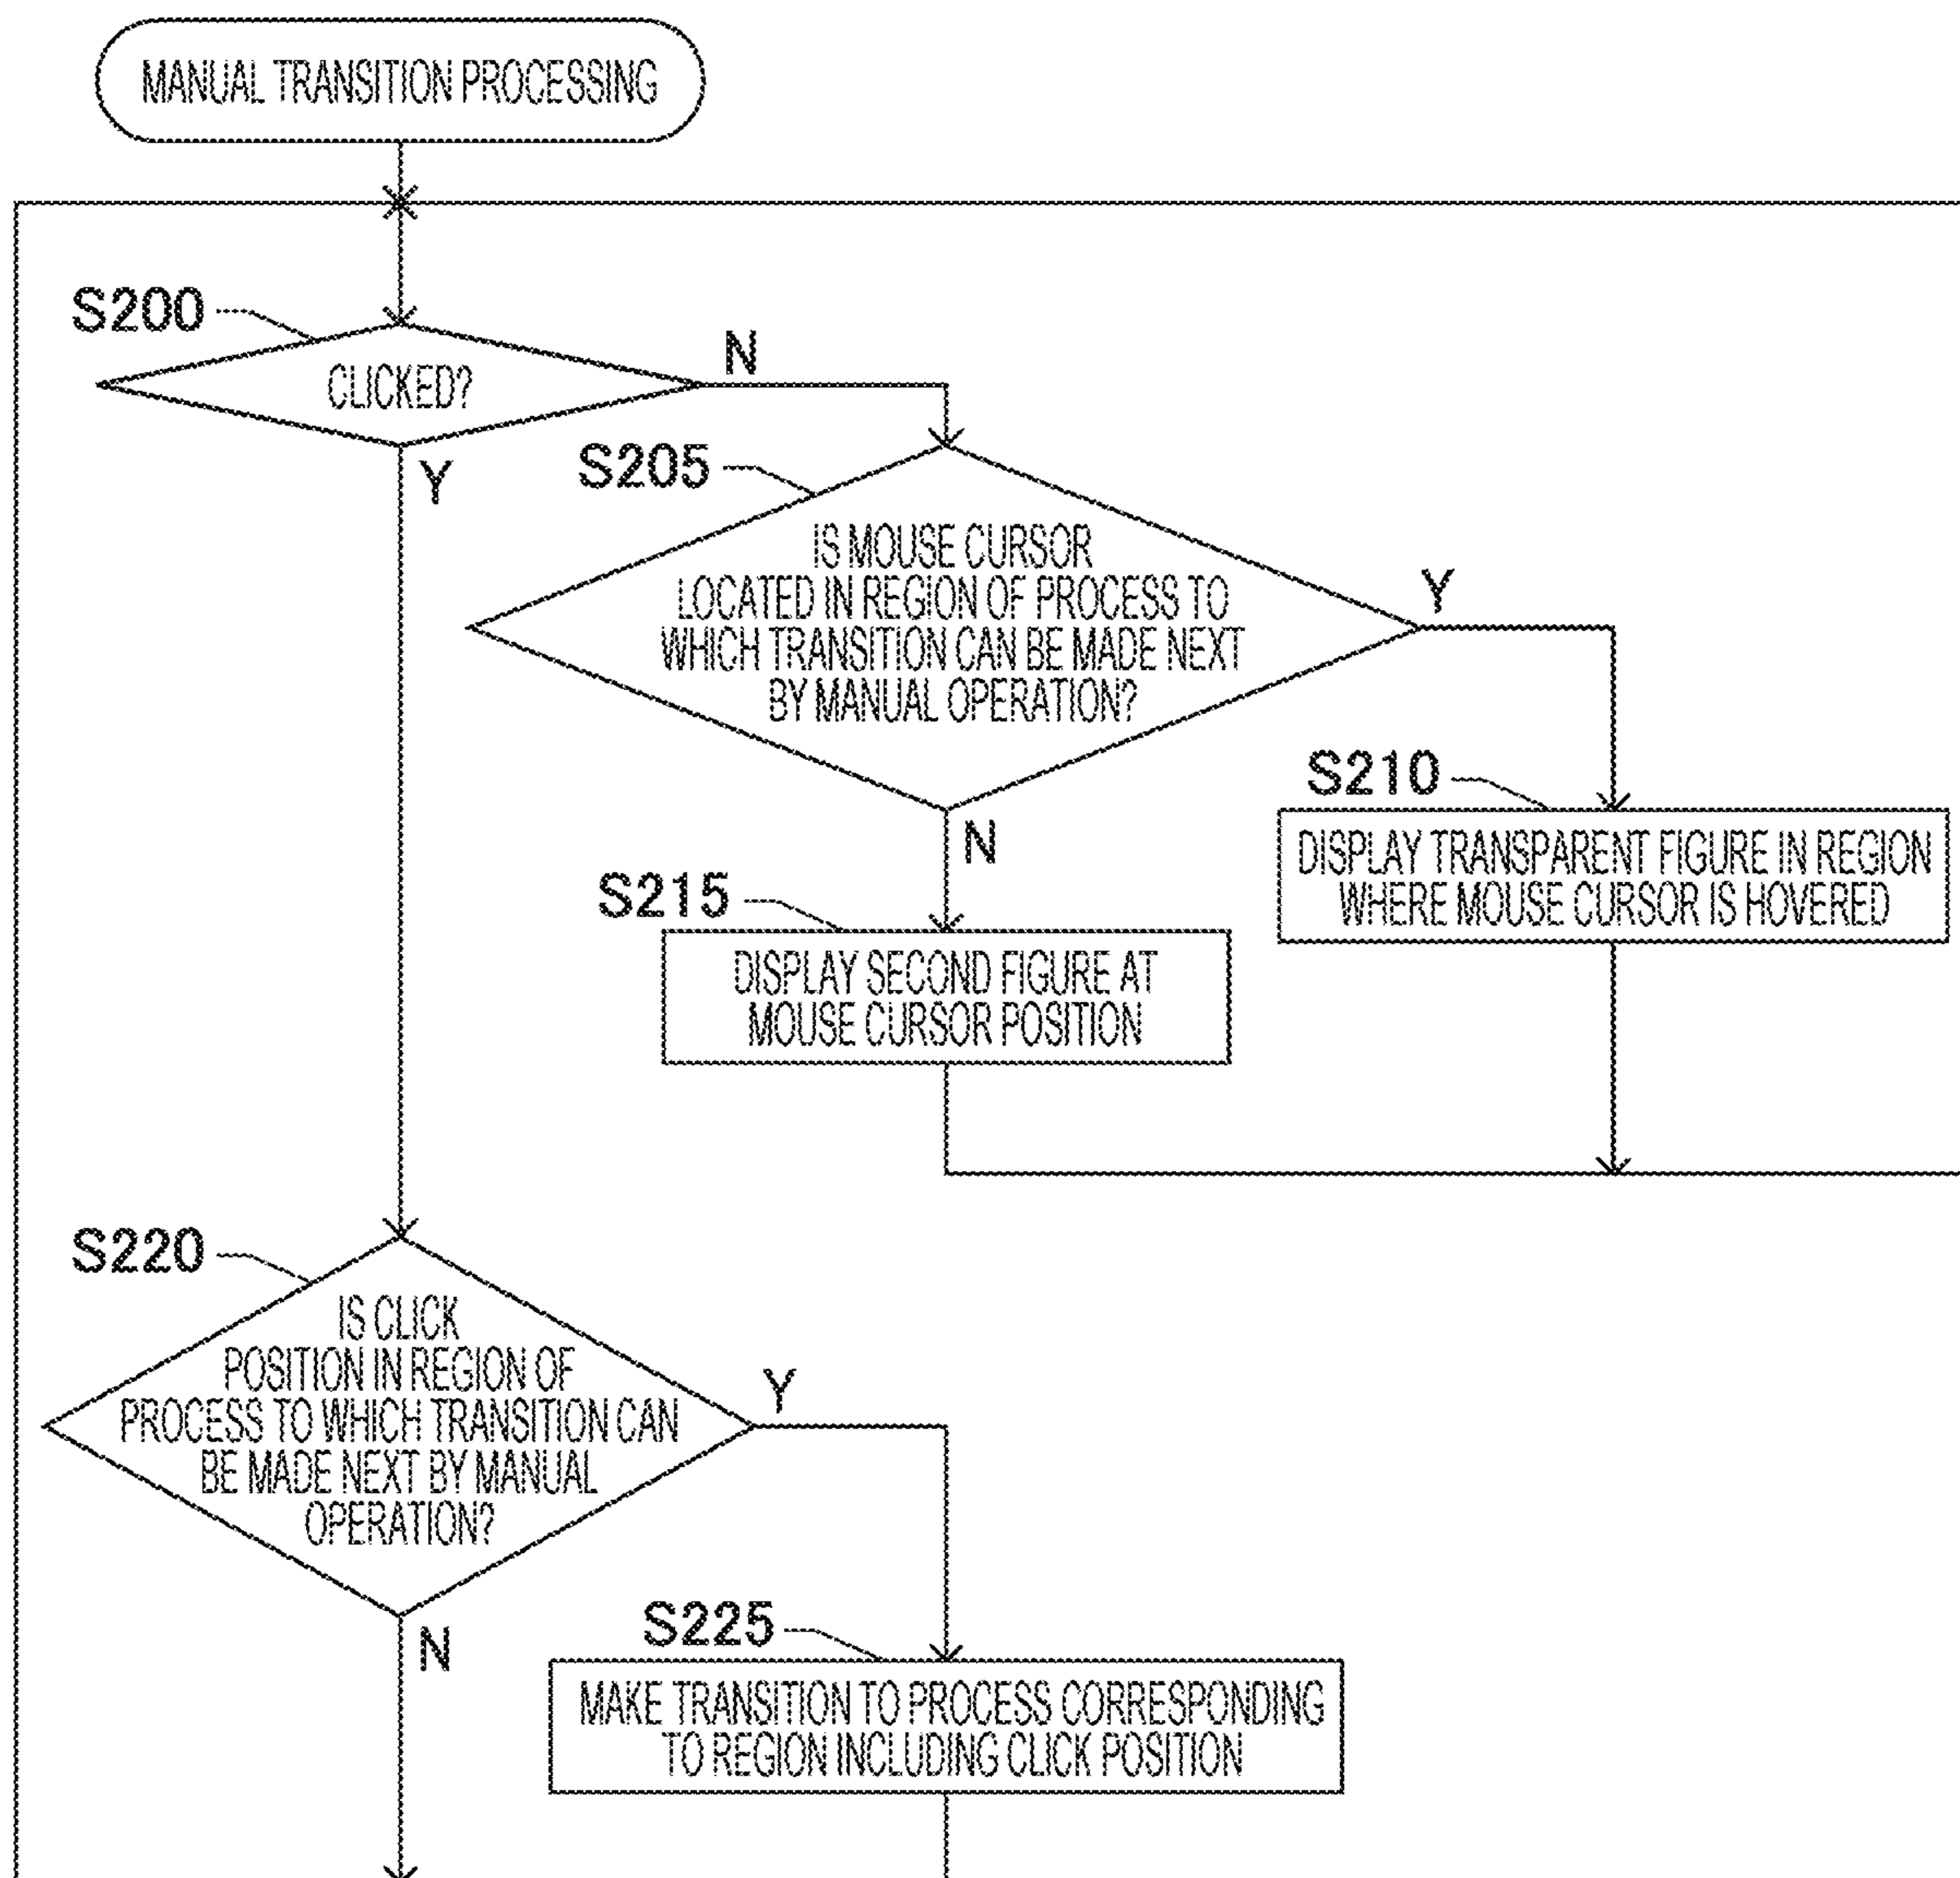 MANUAL TRANSITION PROCESSING
S200
CLICKED?
N
Y
S205
IS MOUSE CURSOR
LOCATED IN REGION OF PROCESS TO
WHICH TRANSITION CAN BE MADE NEXT
BY MANUAL OPERATION?
Y
N
S210
DISPLAY TRANSPARENT FIGURE IN REGION
WHERE MOUSE CURSOR IS HOVERED
S215
DISPLAY SECOND FIGURE AT
MOUSE CURSOR POSITION
S220
IS CLICK
POSITION IN REGION OF
PROCESS TO WHICH TRANSITION CAN
BE MADE NEXT BY MANUAL
OPERATION?
Y
N
S225
MAKE TRANSITION TO PROCESS CORRESPONDING
TO REGION INCLUDING CLICK POSITION